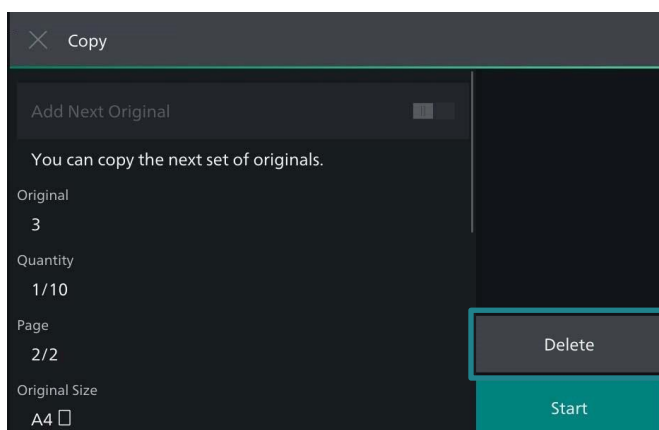 Copy
Add Next Original
You can copy the next set of originals.
Original
3
Quantity
1/10
Page
2/2
Original Size
A4
Delete
Start